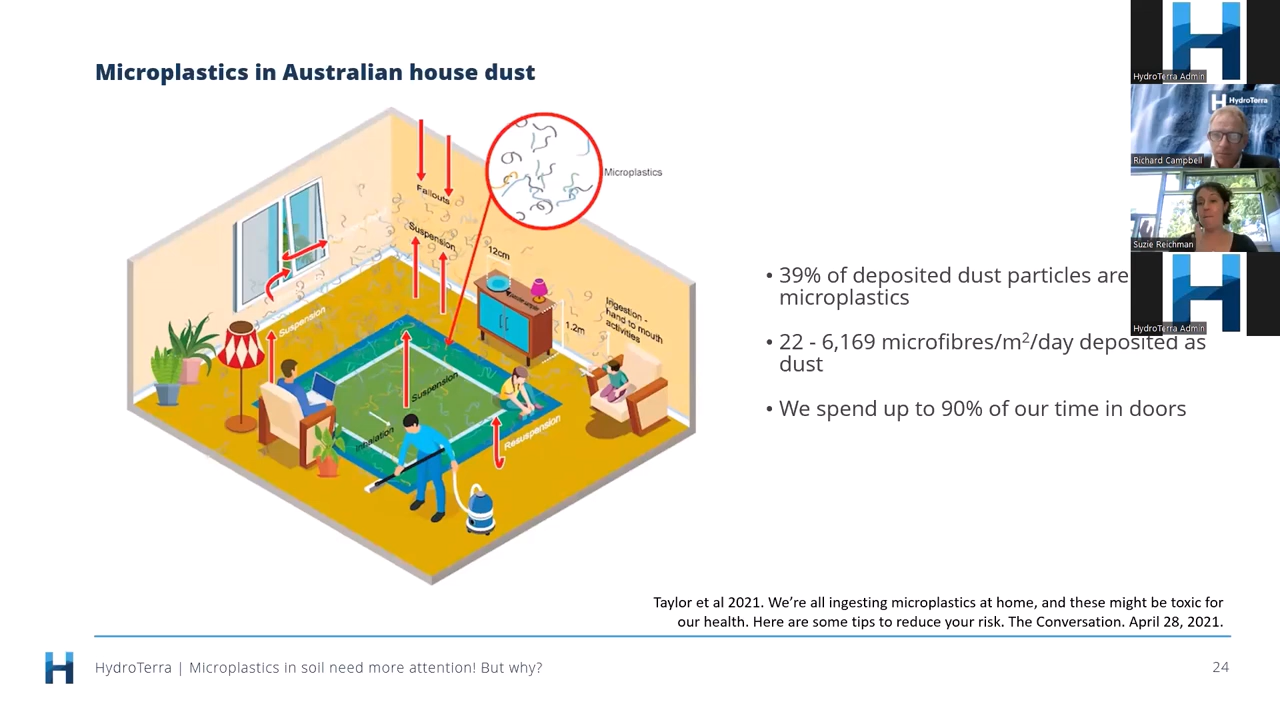 Microplastics in Australian house dust
Fallouts
Microplastics
Suspension
12cm
Suspension
1.2m
Ingestion -
hand to mouth
activities
Suspension
Inhalation
Resuspension
• 39% of deposited dust particles are
microplastics
• 22 - 6,169 microfibres/m²/day deposited as
dust
• We spend up to 90% of our time in doors
Taylor et al 2021. We’re all ingesting microplastics at home, and these might be toxic for
our health. Here are some tips to reduce your risk. The Conversation. April 28, 2021.
HydroTerra | Microplastics in soil need more attention! But why?
24
HydroTerra Admin
HydroTerra
Richard Campbell
Suzie Reichman
HydroTerra Admin